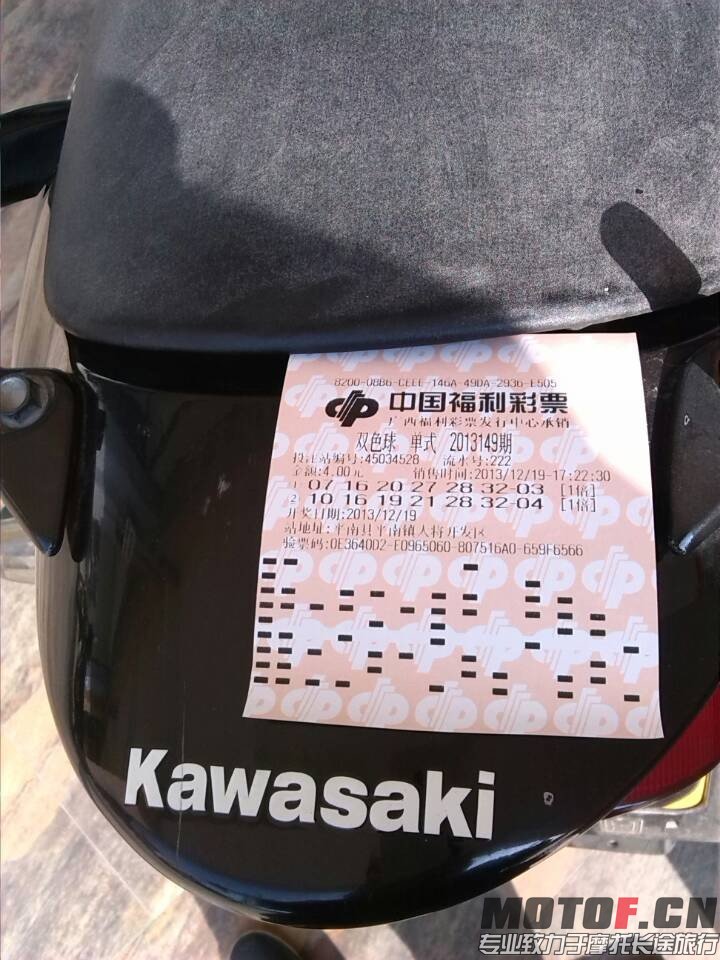 8200-08B6-CEEE-146A-49DA-2936-E505
中国福利彩票
广西福利彩票发行中心承销
双色球 单式 2013149期
投注站编号:45034528 流水号:222
金额:4.00元 销售时间:2013/12/19-17:22:30
1 07 16 20 27 28 32-03 [1倍]
2 10 16 19 21 28 32-04 [1倍]
开奖日期:2013/12/19
站地址:平南县平南镇大将开发区
验票码:0E3640D2-E0965060-807516A0-659F6566
Kawasaki
MOTOF.CN
专业致力于摩托长途旅行